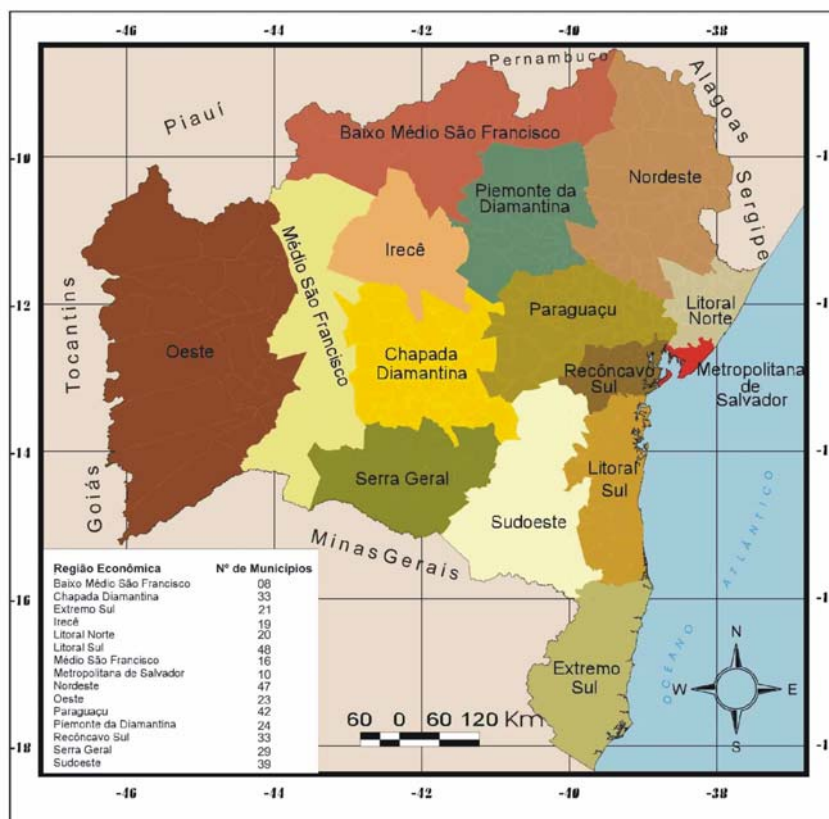 -46 -44 -42 -40 -38
Pernambuco
Alagoas
Piauí
-10
Baixo Médio São Francisco
Piemonte da
Diamantina
Nordeste
Sergipe
Médio São Francisco
Irecê
-12
Tocantins
Oeste
Paraguaçu
Litoral
Norte
Chapada
Diamantina
Recôncavo
Sul
Metropolitana
de
Salvador
-14
Goiás
Serra Geral
Litoral
Sul
Sudoeste
Minas Gerais
OCEANO ATLÂNTICO
Região Econômica Nº de Municípios
Baixo Médio São Francisco 08
Chapada Diamantina 33
Extremo Sul 21
Irecê 19
Litoral Norte 20
Litoral Sul 48
Médio São Francisco 16
Metropolitana de Salvador 10
Nordeste 47
Oeste 23
Paraguaçu 42
Piemonte da Diamantina 24
Recôncavo Sul 33
Serra Geral 29
Sudoeste 39
-16
Extremo
Sul
N
W E
S
60 0 60 120 Km
-18
-46 -44 -42 -40 -38